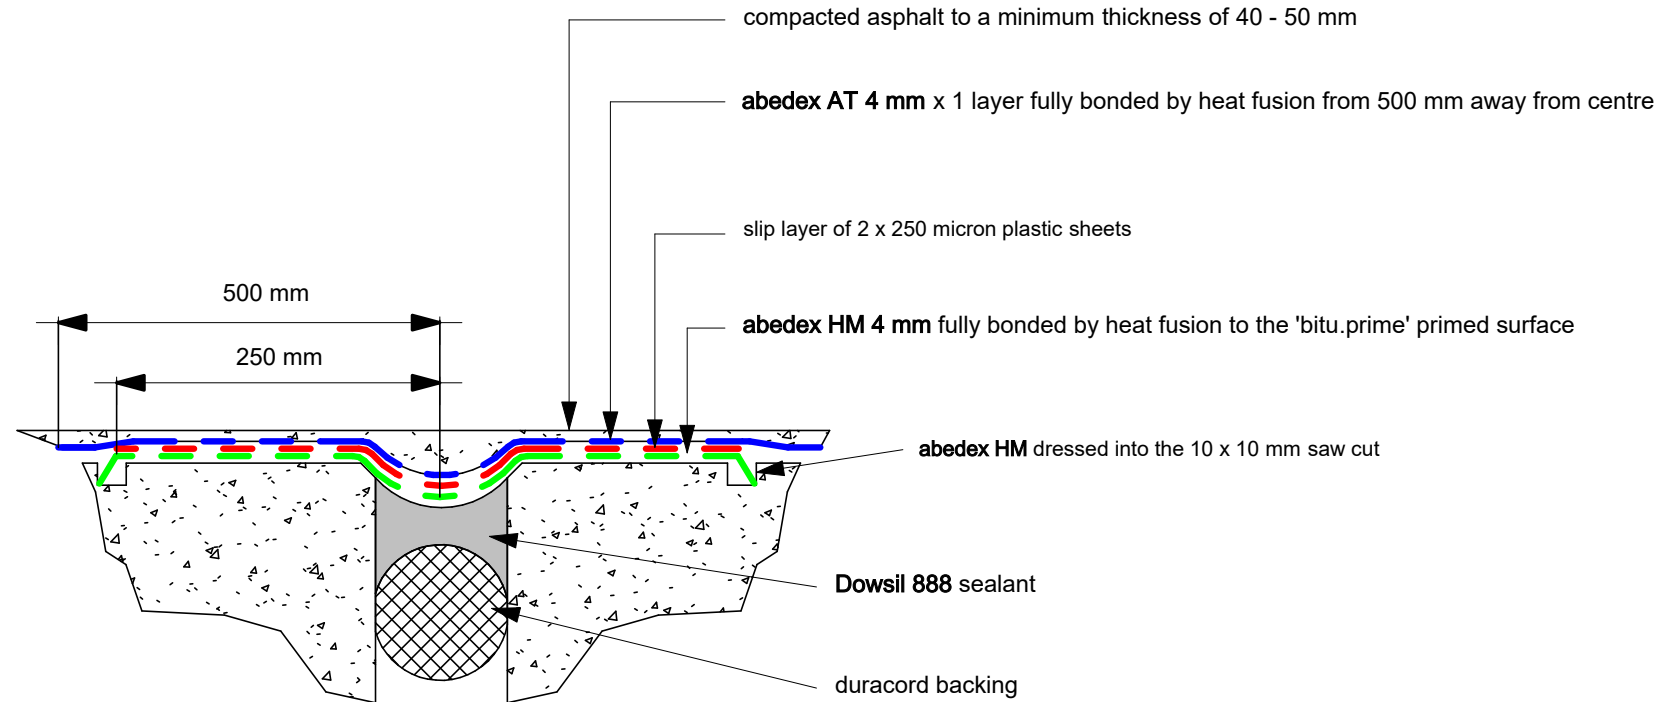 compacted asphalt to a minimum thickness of 40 - 50 mm
abedex AT 4 mm x 1 layer fully bonded by heat fusion from 500 mm away from centre
slip layer of 2 x 250 micron plastic sheets
500 mm
abedex HM 4 mm fully bonded by heat fusion to the 'bitu.prime' primed surface
250 mm
abedex HM dressed into the 10 x 10 mm saw cut
Dowsil 888 sealant
duracord backing